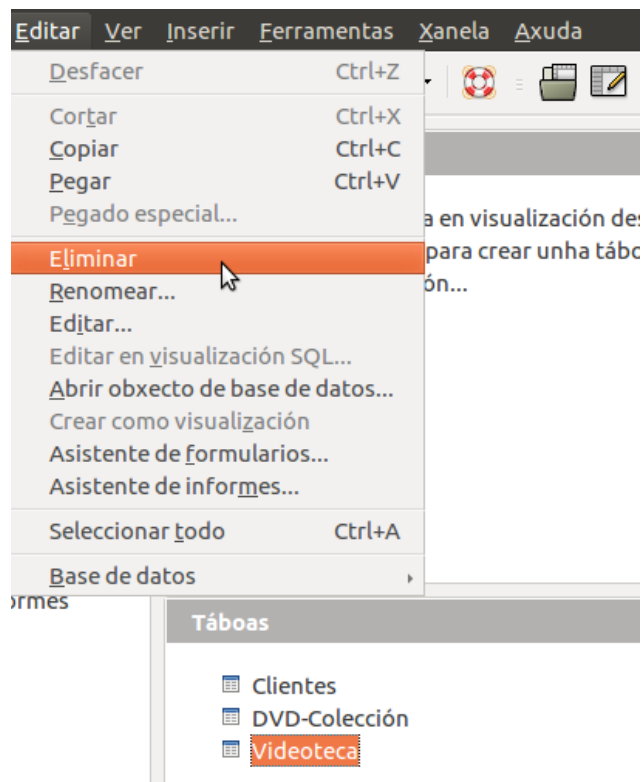 Editar Ver Inserir Ferramentas Xanela Axuda
Desfacer Ctrl+Z
Cortar Ctrl+X
Copiar Ctrl+C
Pegar Ctrl+V
Pegado especial...
a en visualización des
Eliminar
para crear unha tábo
Renomear...
ón...
Editar...
Editar en visualización SQL...
Abrir obxecto de base de datos...
Crear como visualización
Asistente de formularios...
Asistente de informes...
Seleccionar todo Ctrl+A
Base de datos
ormes
Táboas
Clientes
DVD-Colección
Videoteca